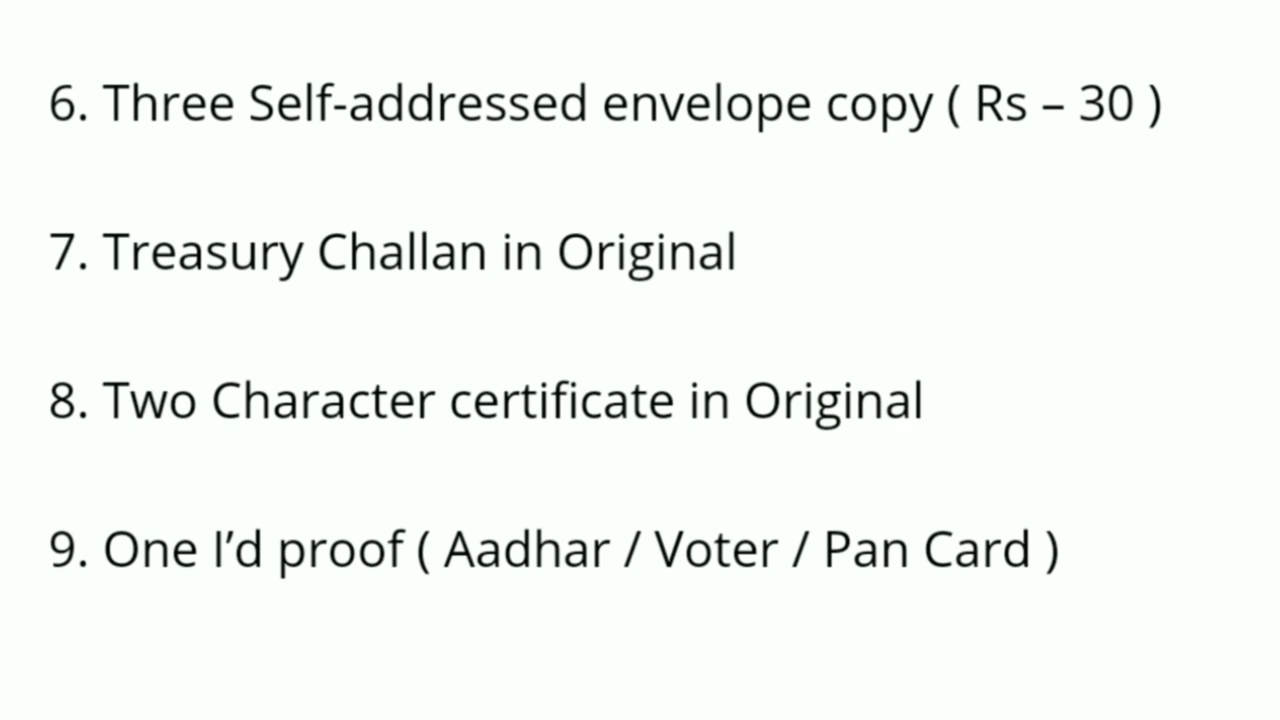 6. Three Self-addressed envelope copy ( Rs – 30 )
7. Treasury Challan in Original
8. Two Character certificate in Original
9. One I’d proof ( Aadhar / Voter / Pan Card )